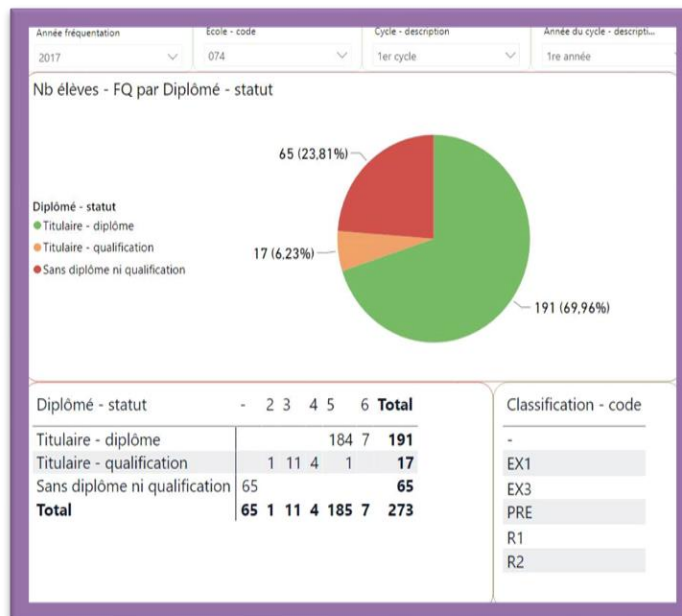 Année fréquentation École - code Cycle - description Année du cycle - descripti...
2017 074 1er cycle 1re année
Nb élèves - FQ par Diplômé - statut
65 (23,81%)
Diplômé - statut
Titulaire - diplôme
Titulaire - qualification
Sans diplôme ni qualification
17 (6,23%)
191 (69,96%)
Diplômé - statut - 2 3 4 5 6 Total
Titulaire - diplôme 184 7 191
Titulaire - qualification 1 11 4 1 17
Sans diplôme ni qualification 65 65
Total 65 1 11 4 185 7 273
Classification - code
-
EX1
EX3
PRE
R1
R2